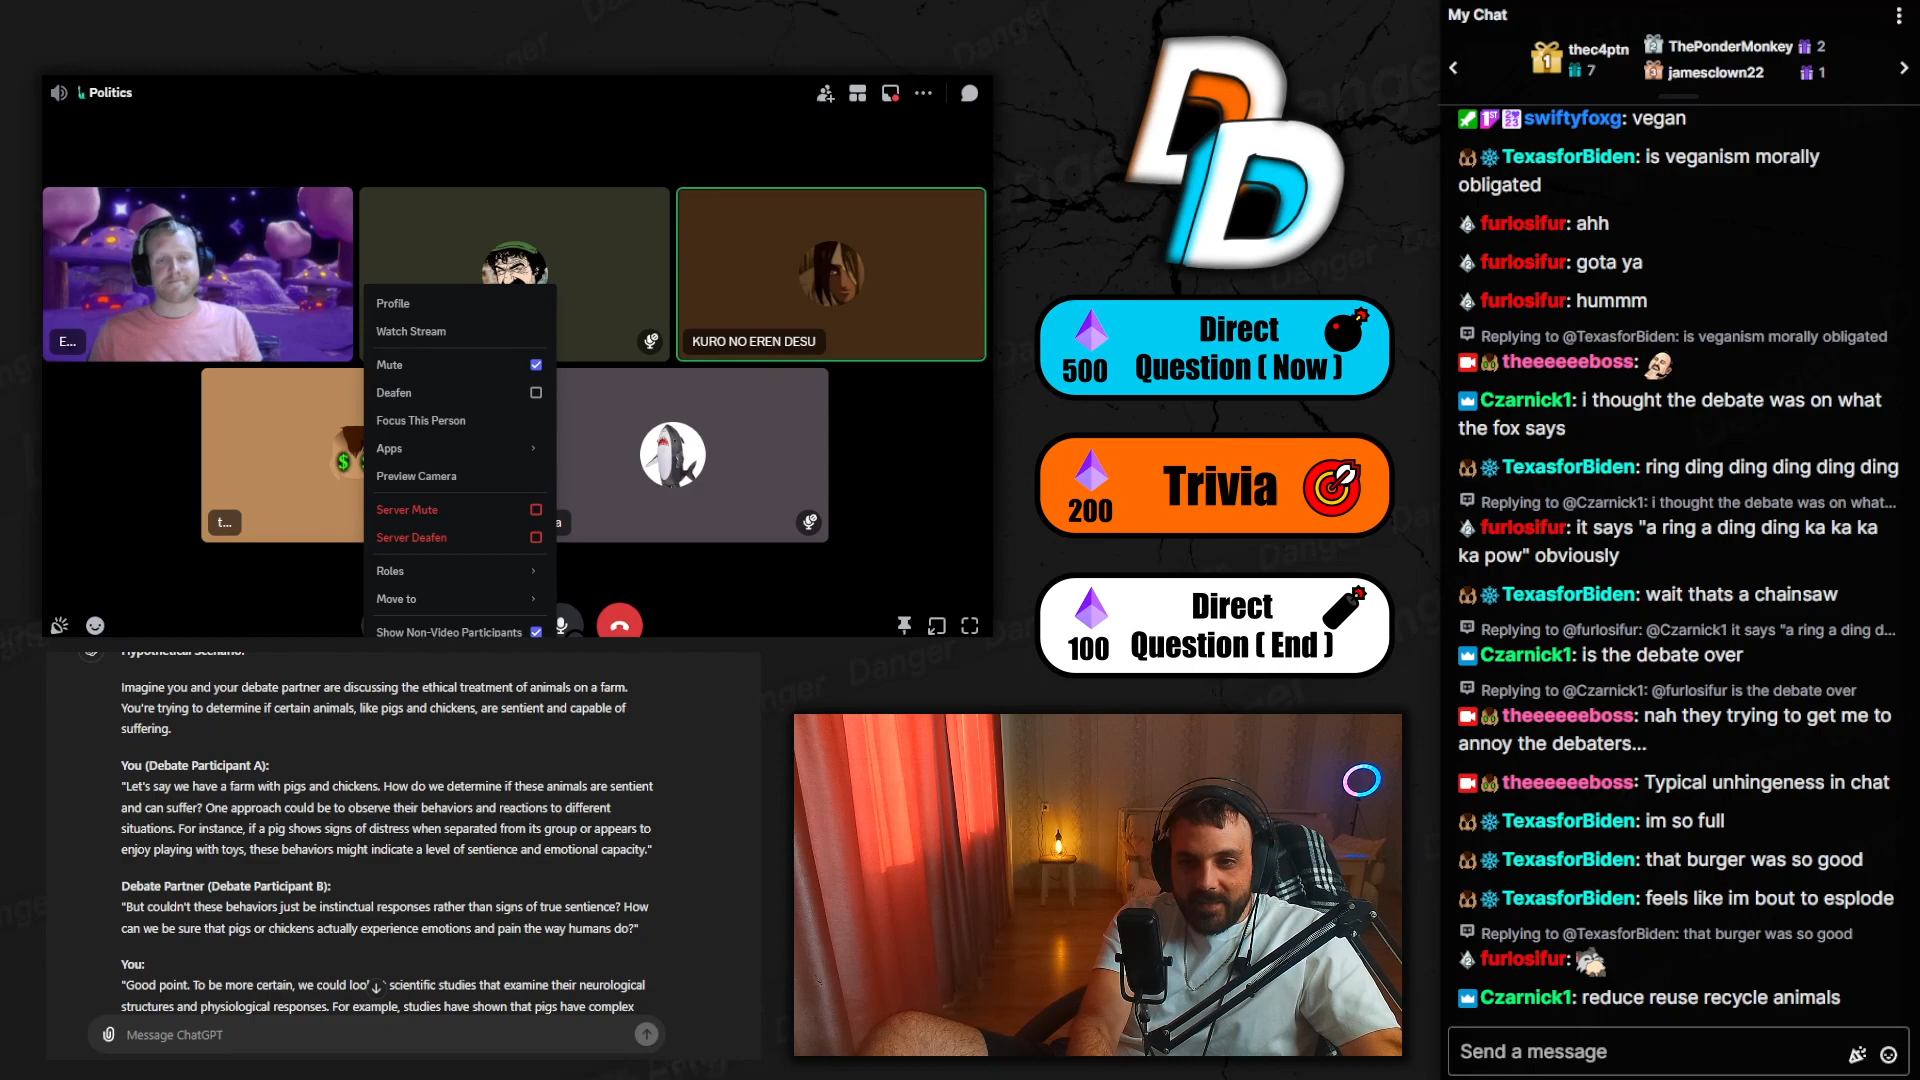 Politics
E...
KURO NO EREN DESU
t...
a
Profile
Watch Stream
Mute
Deafen
Focus This Person
Apps
Preview Camera
Server Mute
Server Deafen
Roles
Move to
Show Non-Video Participants
Hypothetical Scenario:
Imagine you and your debate partner are discussing the ethical treatment of animals on a farm.
You're trying to determine if certain animals, like pigs and chickens, are sentient and capable of
suffering.
You (Debate Participant A):
"Let's say we have a farm with pigs and chickens. How do we determine if these animals are sentient
and can suffer? One approach could be to observe their behaviors and reactions to different
situations. For instance, if a pig shows signs of distress when separated from its group or appears to
enjoy playing with toys, these behaviors might indicate a level of sentience and emotional capacity."
Debate Partner (Debate Participant B):
"But couldn't these behaviors just be instinctual responses rather than signs of true sentience? How
can we be sure that pigs or chickens actually experience emotions and pain the way humans do?"
You:
"Good point. To be more certain, we could scientific studies that examine their neurological
structures and physiological responses. For example, studies have shown that pigs have complex
Message ChatGPT
DD
500
Direct
Question ( Now )
200
Trivia
100
Direct
Question ( End )
My Chat
1 thec4ptn
7
2 ThePonderMonkey 2
3 jamesclown22 1
swiftyfoxg: vegan
TexasforBiden: is veganism morally
obligated
furlosifur: ahh
furlosifur: gota ya
furlosifur: hummm
Replying to @TexasforBiden: is veganism morally obligated
theeeeeeboss:
Czarnick1: i thought the debate was on what
the fox says
TexasforBiden: ring ding ding ding ding ding
Replying to @Czarnick1: i thought the debate was on what...
furlosifur: it says "a ring a ding ding ka ka ka
ka pow" obviously
TexasforBiden: wait thats a chainsaw
Replying to @furlosifur: @Czarnick1 it says "a ring a ding d...
Czarnick1: is the debate over
Replying to @Czarnick1: @furlosifur is the debate over
theeeeeeboss: nah they trying to get me to
annoy the debaters...
theeeeeeboss: Typical unhingeness in chat
TexasforBiden: im so full
TexasforBiden: that burger was so good
TexasforBiden: feels like im bout to esplode
Replying to @TexasforBiden: that burger was so good
furlosifur:
Czarnick1: reduce reuse recycle animals
Send a message